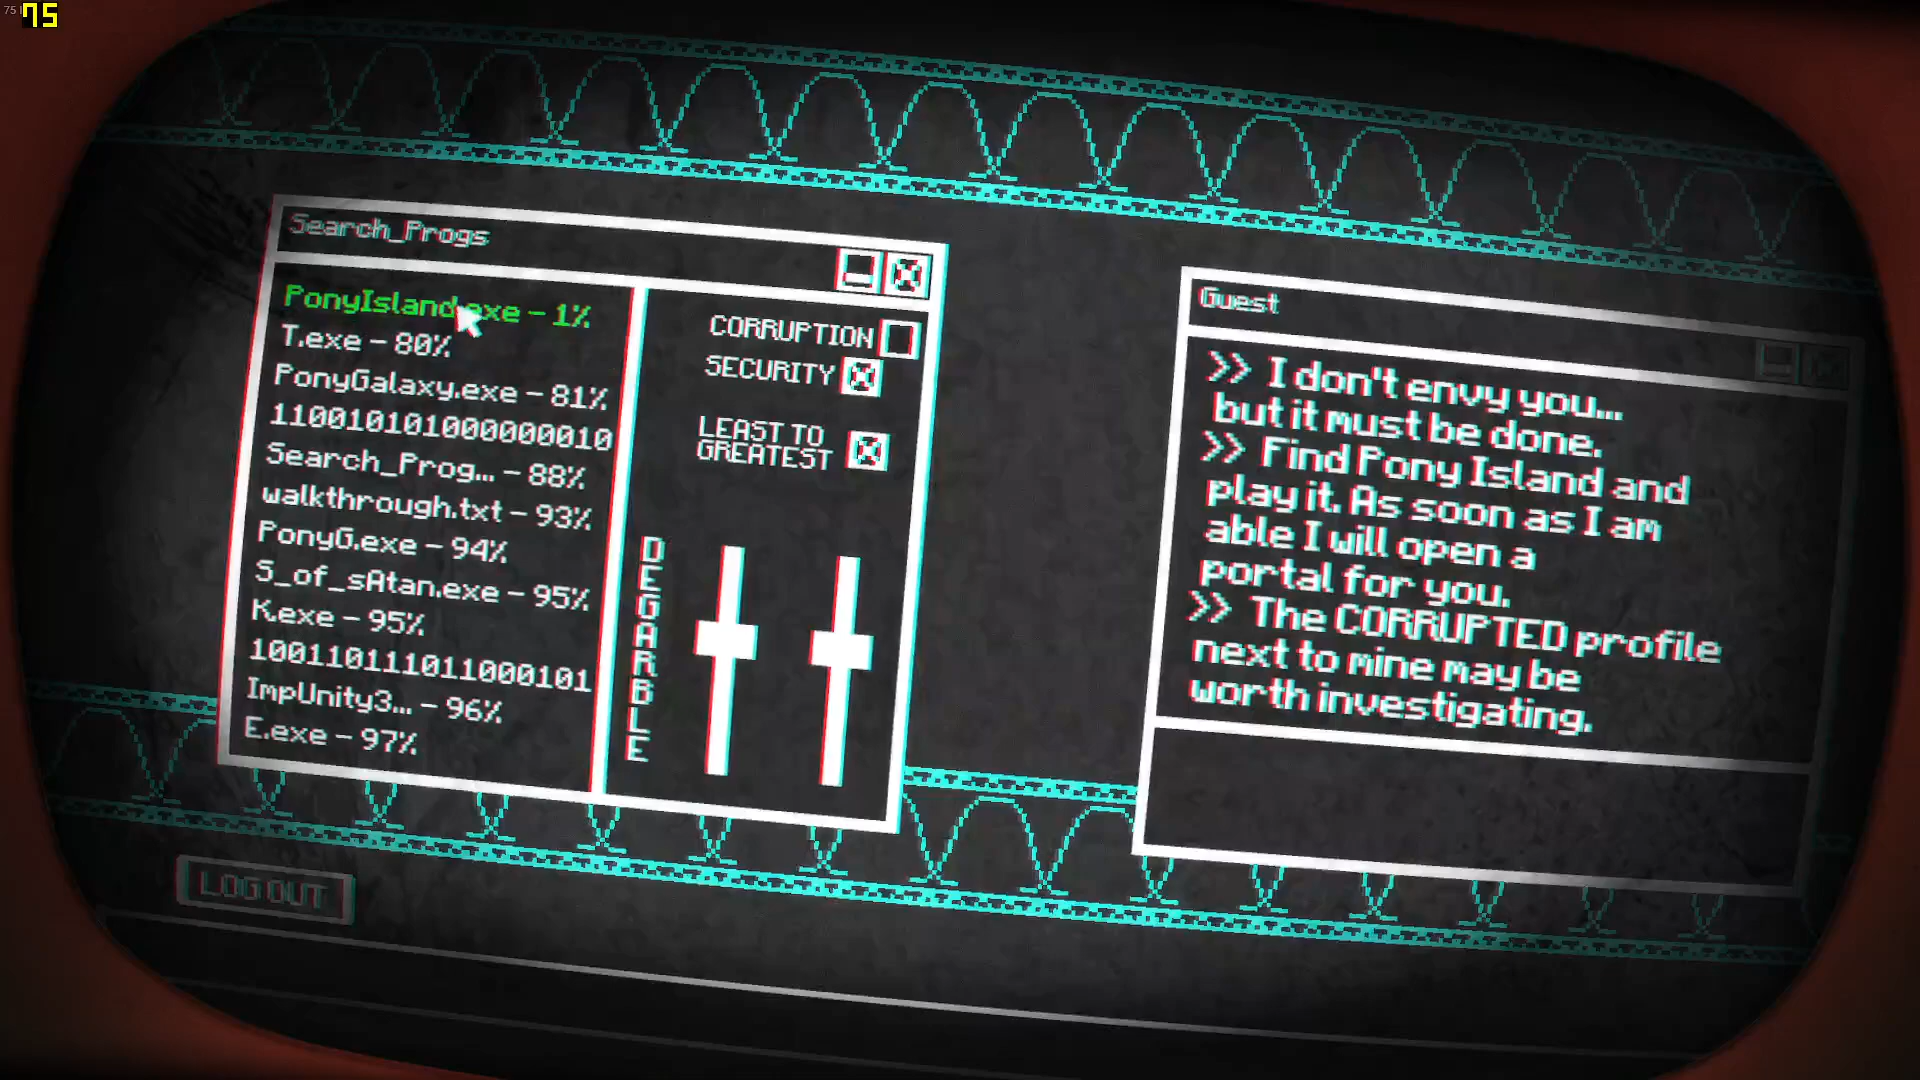 75
75
Search_Progs
PonyIsland.exe - 1%
T.exe - 80%
PonyGalaxy.exe - 81%
110010101000000010
Search_Prog... - 88%
walkthrough.txt - 93%
PonyG.exe - 94%
S_of_sAtan.exe - 95%
K.exe - 95%
100110111011000101
ImpUnity3... - 96%
E.exe - 97%
CORRUPTION
SECURITY
LEAST TO
GREATEST
DEGARBLE
Guest
>> I don't envy you...
but it must be done.
>> Find Pony Island and
play it. As soon as I am
able I will open a
portal for you.
>> The CORRUPTED profile
next to mine may be
worth investigating.
LOG OUT